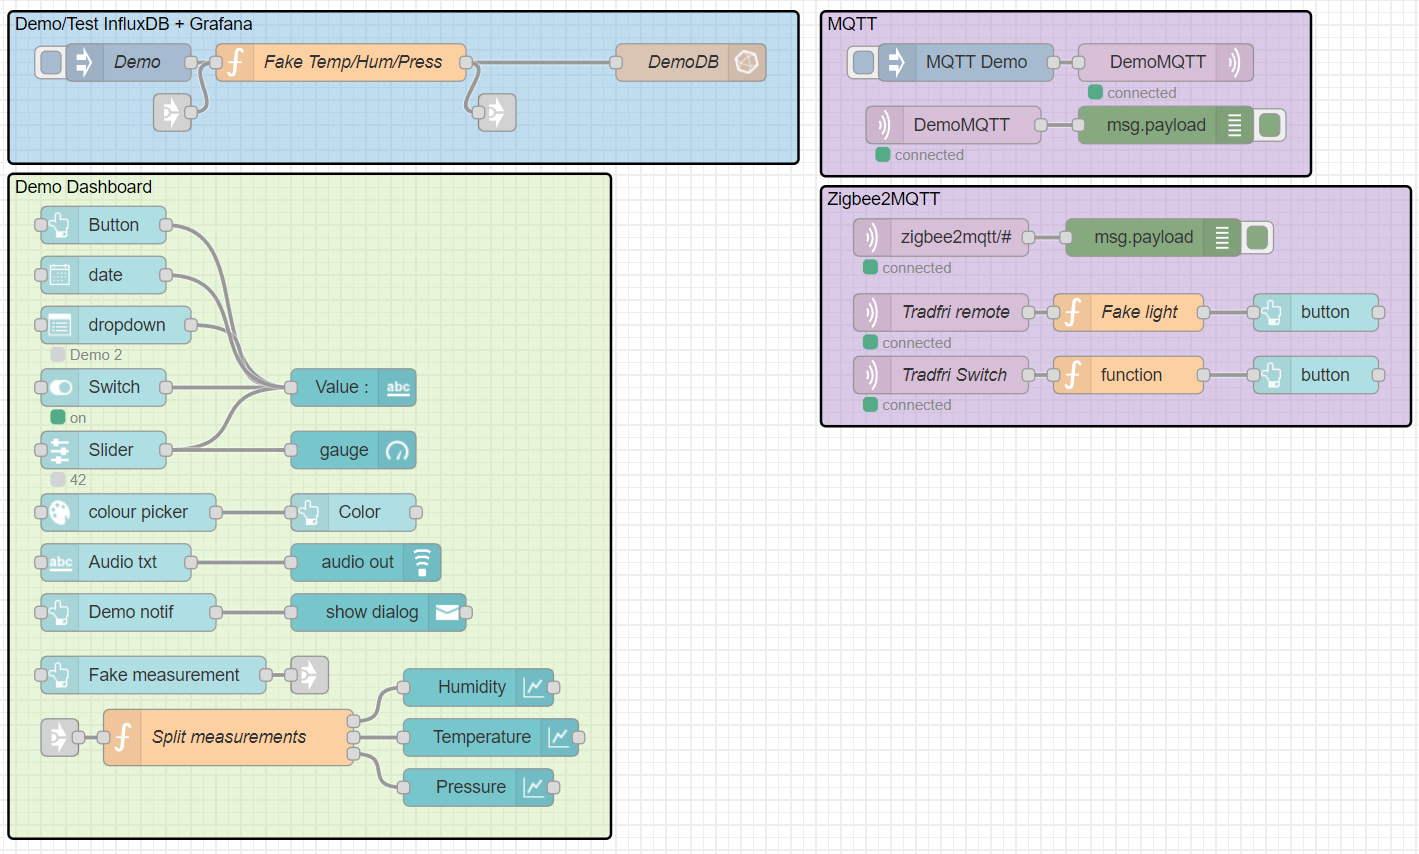 Demo/Test InfluxDB + Grafana
Demo
Fake Temp/Hum/Press
DemoDB
Demo Dashboard
Button
date
dropdown
Demo 2
Switch
on
Value :
abc
Slider
42
gauge
colour picker
Color
abc
Audio txt
audio out
Demo notif
show dialog
Fake measurement
Split measurements
Humidity
Temperature
Pressure
MQTT
MQTT Demo
DemoMQTT
connected
DemoMQTT
connected
msg.payload
Zigbee2MQTT
zigbee2mqtt/#
connected
msg.payload
Tradfri remote
connected
Fake light
button
Tradfri Switch
connected
function
button